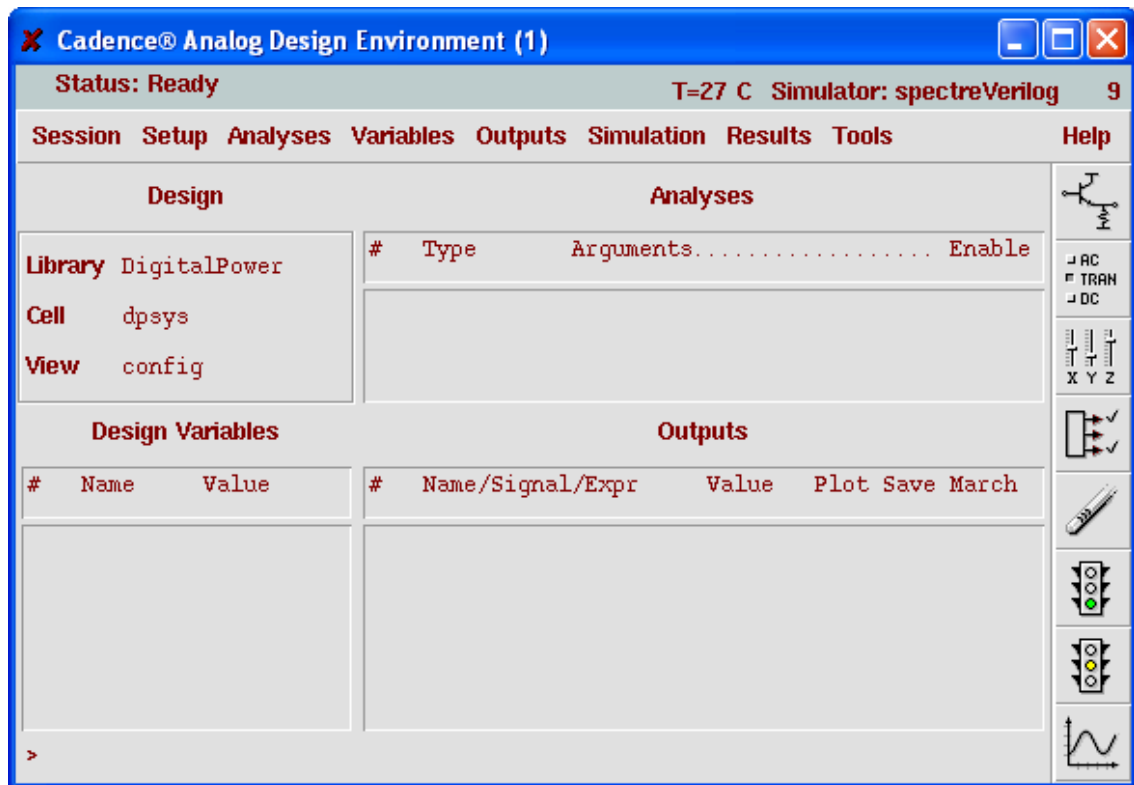 Cadence® Analog Design Environment (1)
Status: Ready T=27 C Simulator: spectreVerilog 9
Session Setup Analyses Variables Outputs Simulation Results Tools Help
Design
Library DigitalPower
Cell dpsys
View config
Analyses
# Type Arguments................... Enable
Design Variables
# Name Value
Outputs
# Name/Signal/Expr Value Plot Save March
AC
TRAN
DC
X Y Z
>